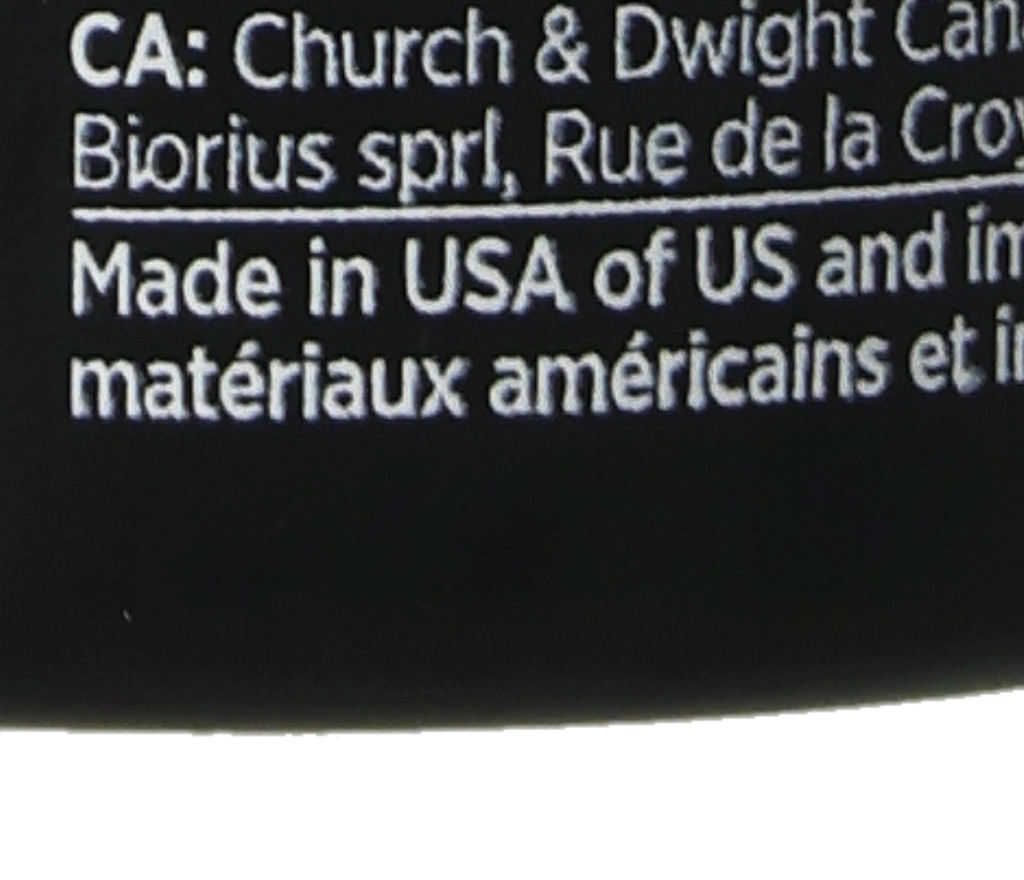 CA: Church & Dwight
Biorius sprl, Rue de la
Made in USA of US and
matériaux américains et